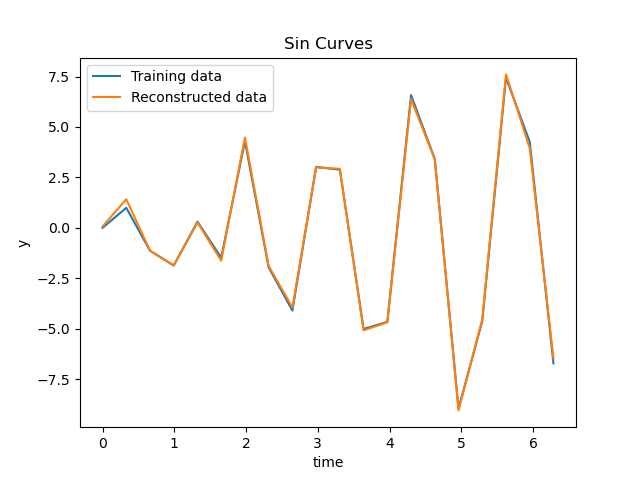 Sin Curves
Training data
Reconstructed data
7.5
5.0
2.5
0.0
−2.5
−5.0
−7.5
y
0 1 2 3 4 5 6
time